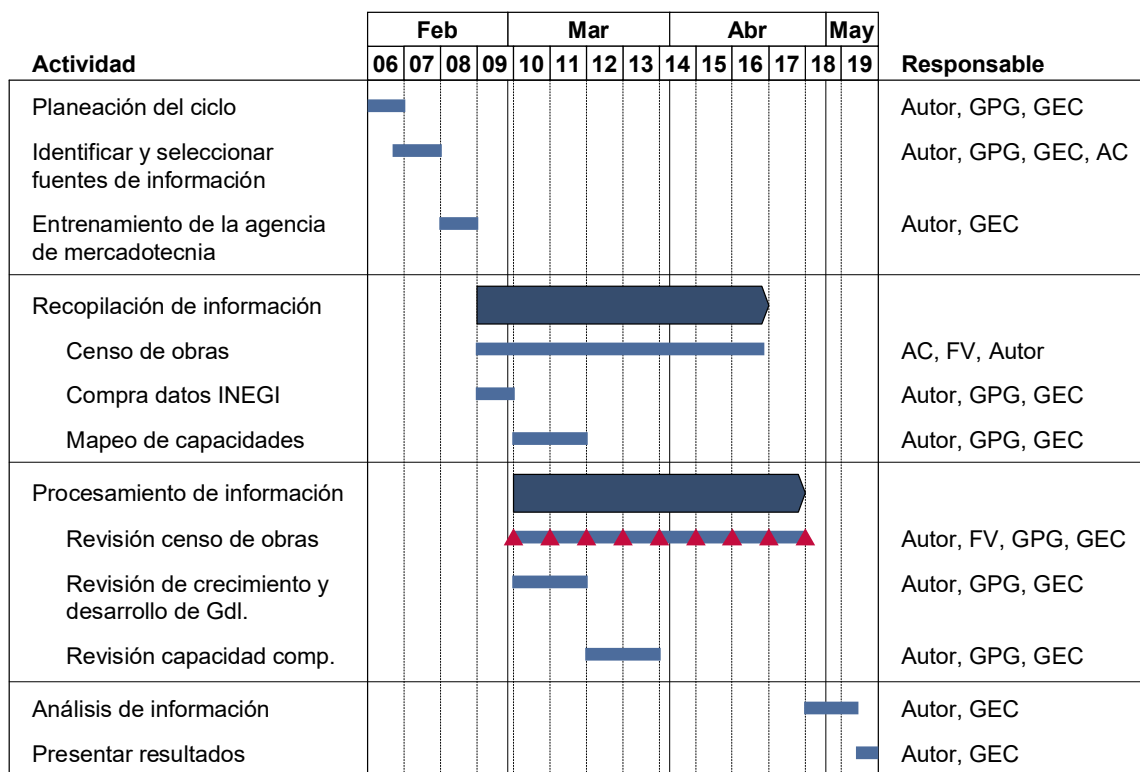 Feb Mar Abr May
Actividad 06 07 08 09 10 11 12 13 14 15 16 17 18 19 Responsable
Planeación del ciclo Autor, GPG, GEC
Identificar y seleccionar Autor, GPG, GEC, AC
fuentes de información
Entrenamiento de la agencia Autor, GEC
de mercadotecnia
Recopilación de información
Censo de obras AC, FV, Autor
Compra datos INEGI Autor, GPG, GEC
Mapeo de capacidades Autor, GPG, GEC
Procesamiento de información
Revisión censo de obras Autor, FV, GPG, GEC
Revisión de crecimiento y Autor, GPG, GEC
desarrollo de Gdl.
Revisión capacidad comp. Autor, GPG, GEC
Análisis de información Autor, GEC
Presentar resultados Autor, GEC